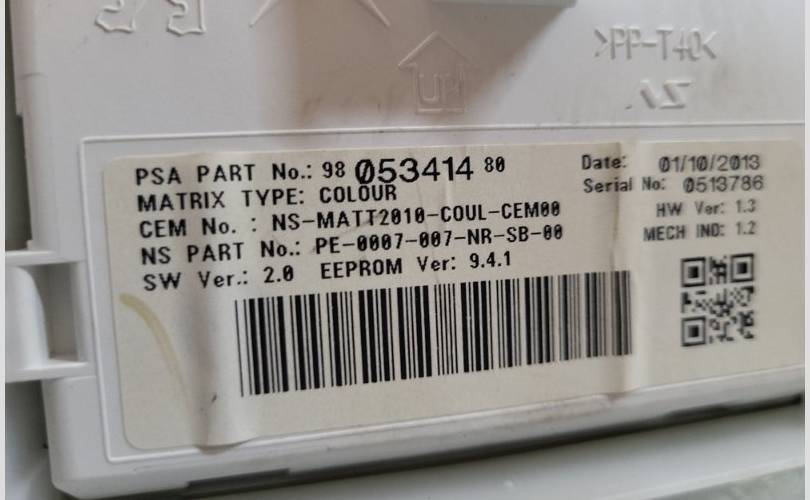 UP
>PP-T40<
NS
PSA PART No.: 98 053414 80
MATRIX TYPE: COLOUR
CEM No. : NS-MATT2010-COUL-CEM00
NS PART No.: PE-0007-007-NR-SB-00
SW Ver.: 2.0 EEPROM Ver: 9.4.1
Date: 01/10/2013
Serial No: 0513786
HW Ver: 1.3
MECH IND: 1.2